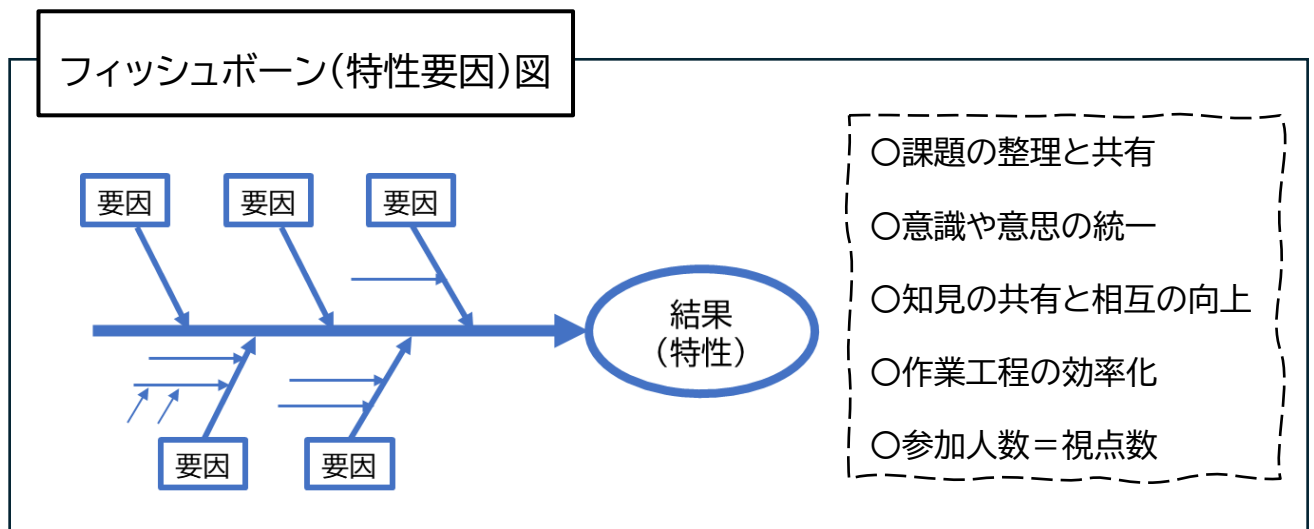 フィッシュボーン(特性要因)図
要因
要因
要因
結果
(特性)
要因
要因
〇課題の整理と共有
〇意識や意思の統一
〇知見の共有と相互の向上
〇作業工程の効率化
〇参加人数=視点数